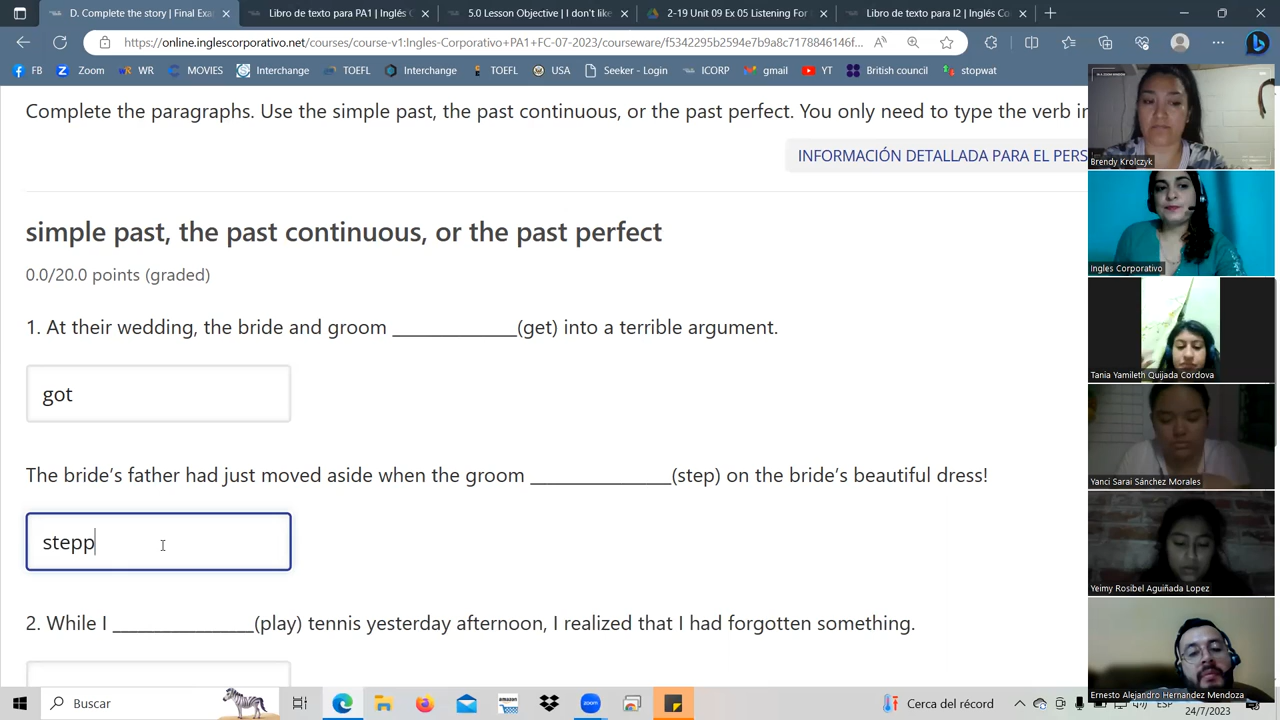 D. Complete the story | Final Exa
Libro de texto para PA1 | Inglés C
5.0 Lesson Objective | I don't like
2-19 Unit 09 Ex 05 Listening For
Libro de texto para I2 | Inglés Co
https://online.inglescorporativo.net/courses/course-v1:Ingles-Corporativo+PA1+FC-07-2023/courseware/f5342295b2594e7b9a8c7178846146f...
FB Zoom WR MOVIES Interchange TOEFL Interchange TOEFL USA Seeker - Login ICORP gmail YT British council stopwat
Complete the paragraphs. Use the simple past, the past continuous, or the past perfect. You only need to type the verb in
INFORMACIÓN DETALLADA PARA EL PERS
simple past, the past continuous, or the past perfect
0.0/20.0 points (graded)
1. At their wedding, the bride and groom ______________(get) into a terrible argument.
got
The bride's father had just moved aside when the groom ________________(step) on the bride's beautiful dress!
stepp
2. While I ________________(play) tennis yesterday afternoon, I realized that I had forgotten something.
Brendy Krolczyk
Ingles Corporativo
Tania Yamileth Quijada Cordova
Yanci Sarai Sánchez Morales
Yeimy Rosibel Aguiñada Lopez
Ernesto Alejandro Hernandez Mendoza
Buscar
Cerca del récord
ESP
24/7/2023